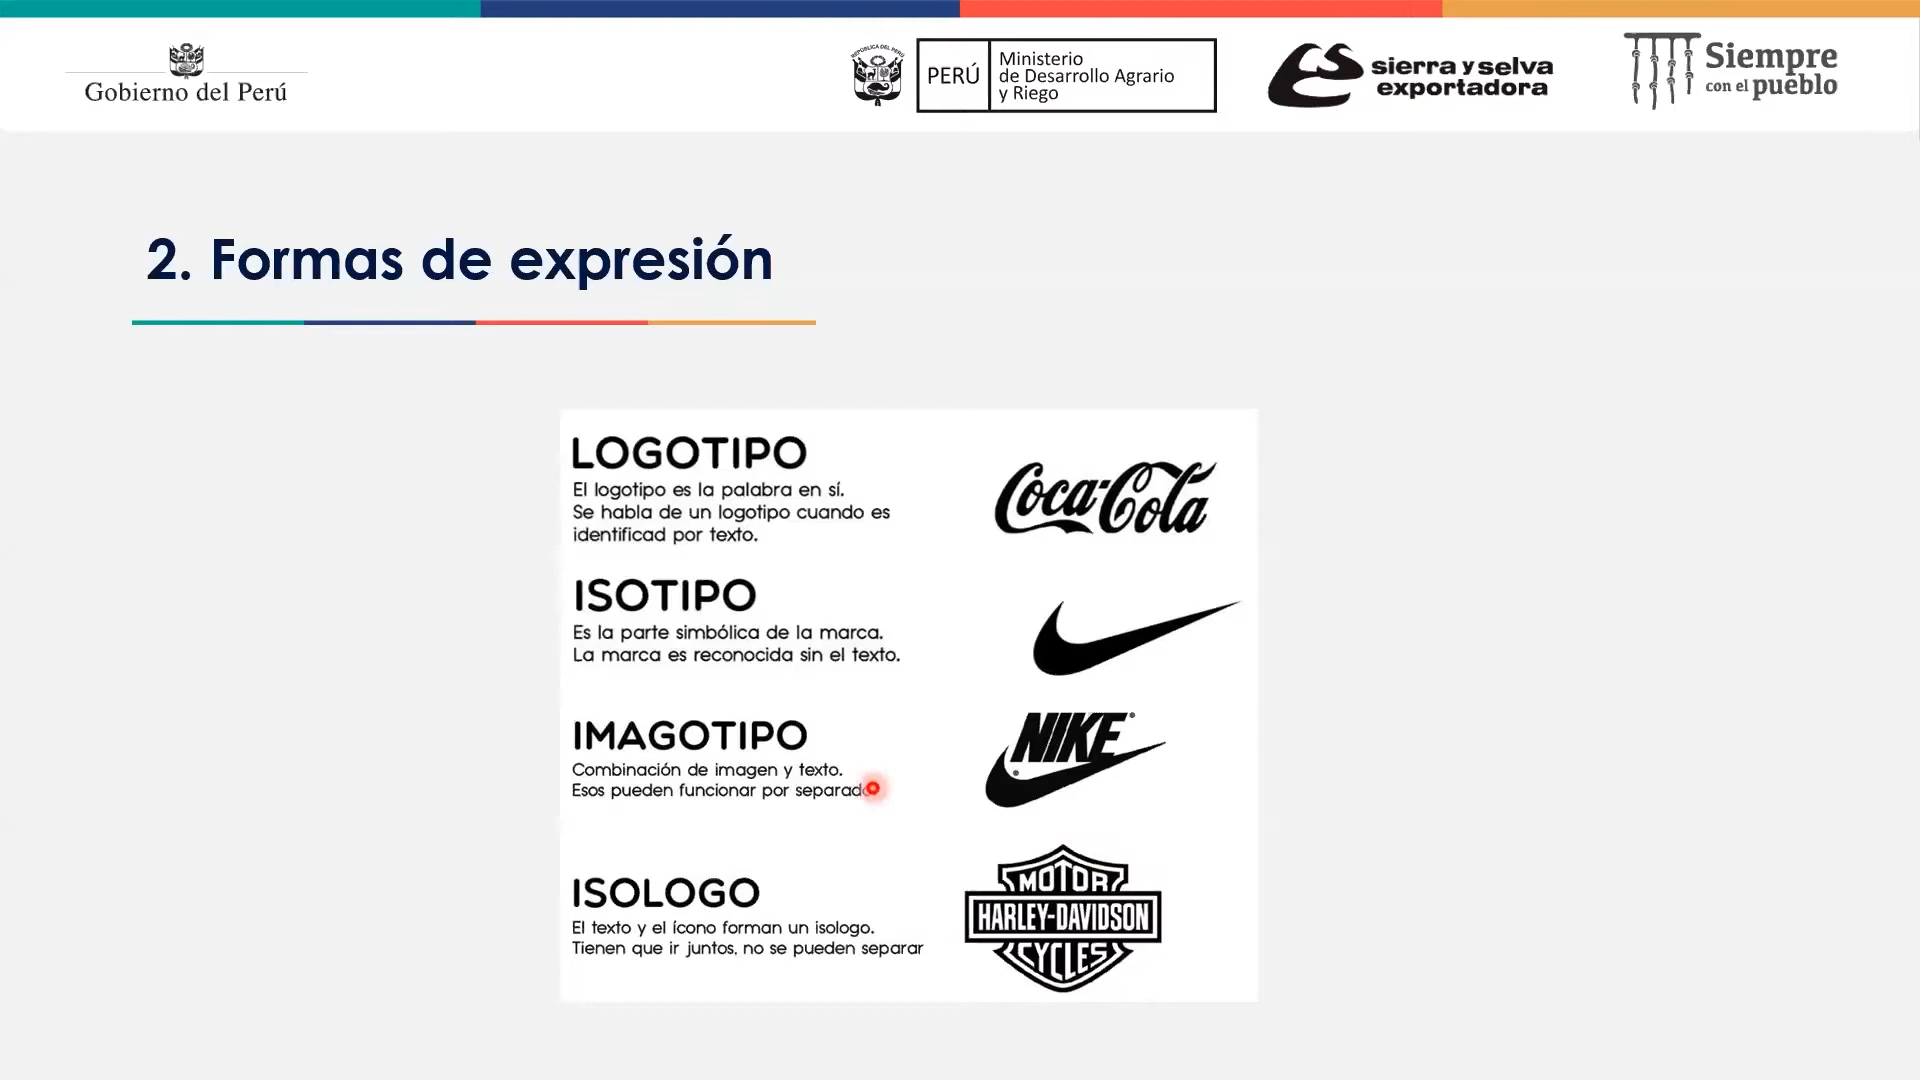 Gobierno del Perú
REPÚBLICA DEL PERÚ
PERÚ
Ministerio
de Desarrollo Agrario
y Riego
sierra y selva
exportadora
Siempre
con el pueblo
2. Formas de expresión
LOGOTIPO
El logotipo es la palabra en sí.
Se habla de un logotipo cuando es
identificad por texto.
Coca-Cola
ISOTIPO
Es la parte simbólica de la marca.
La marca es reconocida sin el texto.
IMAGOTIPO
Combinación de imagen y texto.
Esos pueden funcionar por separado
NIKE
ISOLOGO
El texto y el ícono forman un isologo.
Tienen que ir juntos, no se pueden separar
MOTOR
HARLEY-DAVIDSON
CYCLES